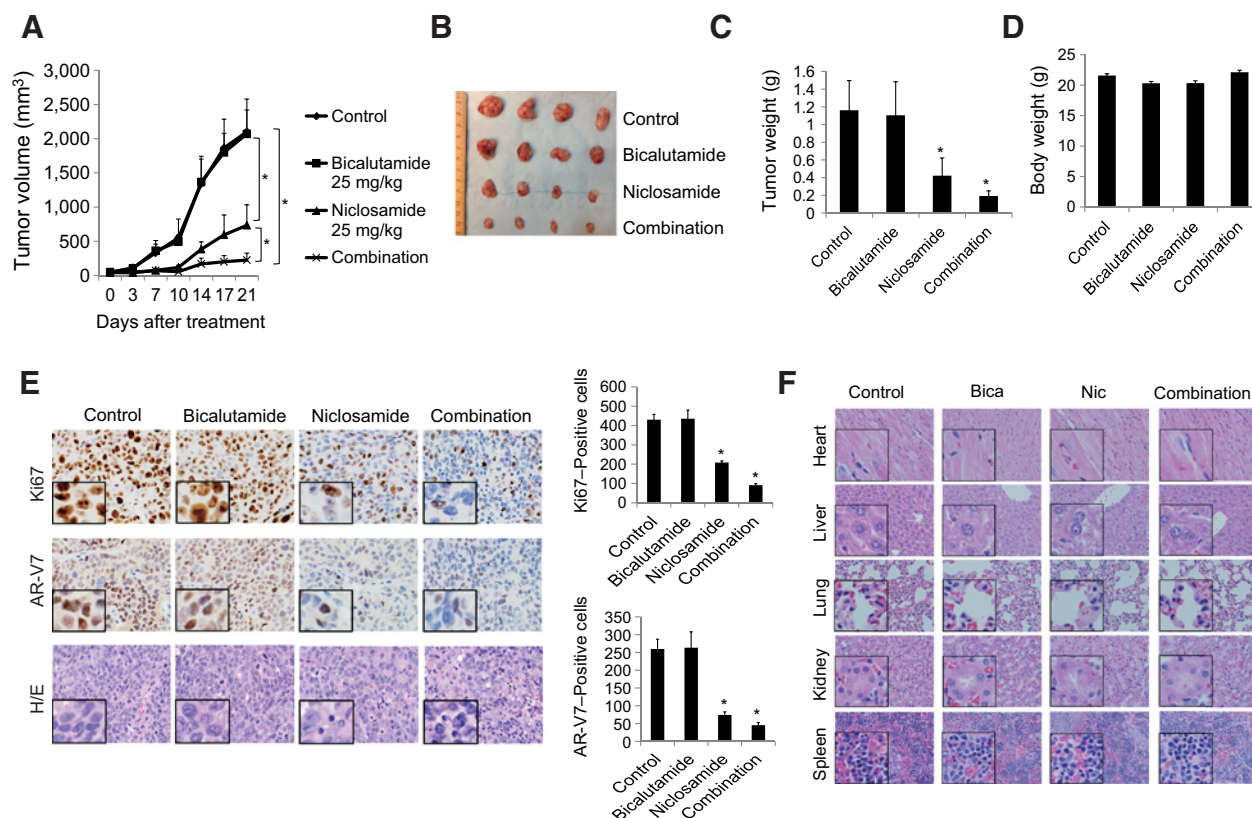 A
Tumor volume (mm³)
3,000
2,500
2,000
1,500
1,000
500
0
0 3 7 10 14 17 21
Days after treatment
Control
Bicalutamide
25 mg/kg
Niclosamide
25 mg/kg
Combination
*
*
*
B
Control
Bicalutamide
Niclosamide
Combination
C
Tumor weight (g)
1.6
1.4
1.2
1
0.8
0.6
0.4
0.2
0
*
*
Control
Bicalutamide
Niclosamide
Combination
D
Body weight (g)
25
20
15
10
5
0
Control
Bicalutamide
Niclosamide
Combination
E
Control Bicalutamide Niclosamide Combination
Ki67
AR-V7
H/E
Ki67–Positive cells
600
500
400
300
200
100
0
*
*
Control
Bicalutamide
Niclosamide
Combination
AR-V7–Positive cells
350
300
250
200
150
100
50
0
*
*
Control
Bicalutamide
Niclosamide
Combination
F
Control Bica Nic Combination
Heart
Liver
Lung
Kidney
Spleen